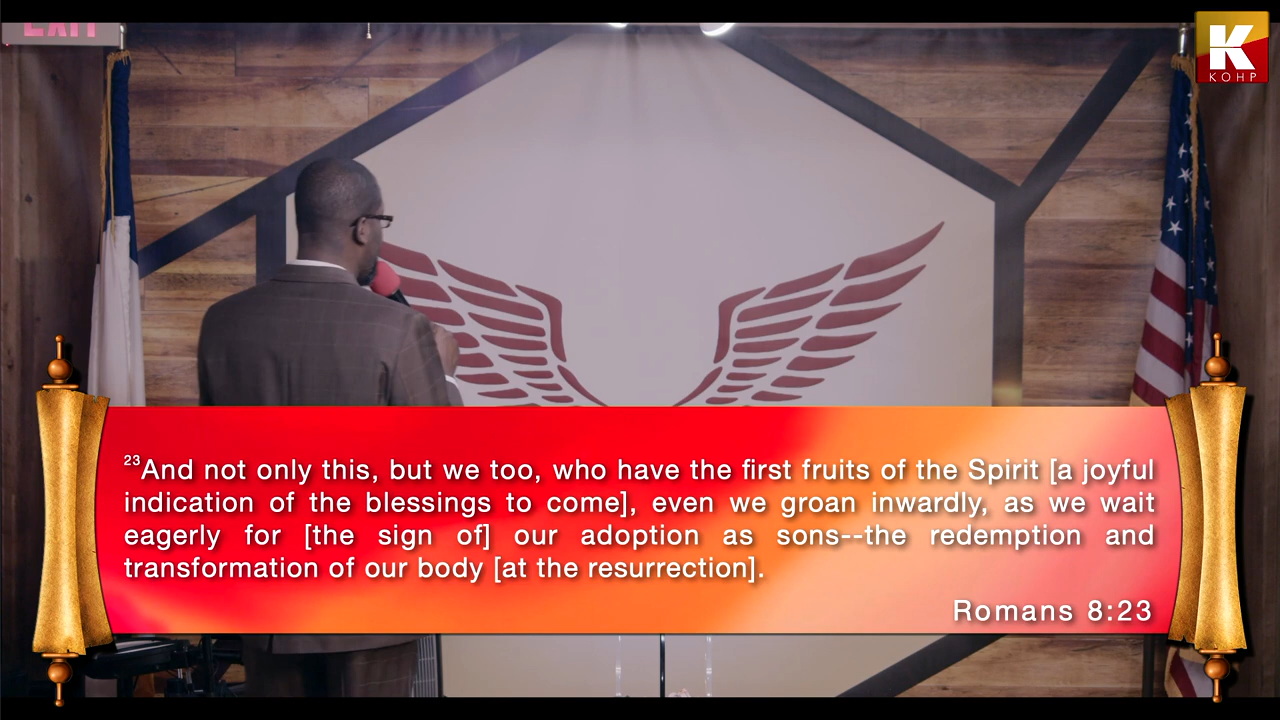 EXIT
K
KOHP
23And not only this, but we too, who have the first fruits of the Spirit [a joyful
indication of the blessings to come], even we groan inwardly, as we wait
eagerly for [the sign of] our adoption as sons--the redemption and
transformation of our body [at the resurrection].
Romans 8:23